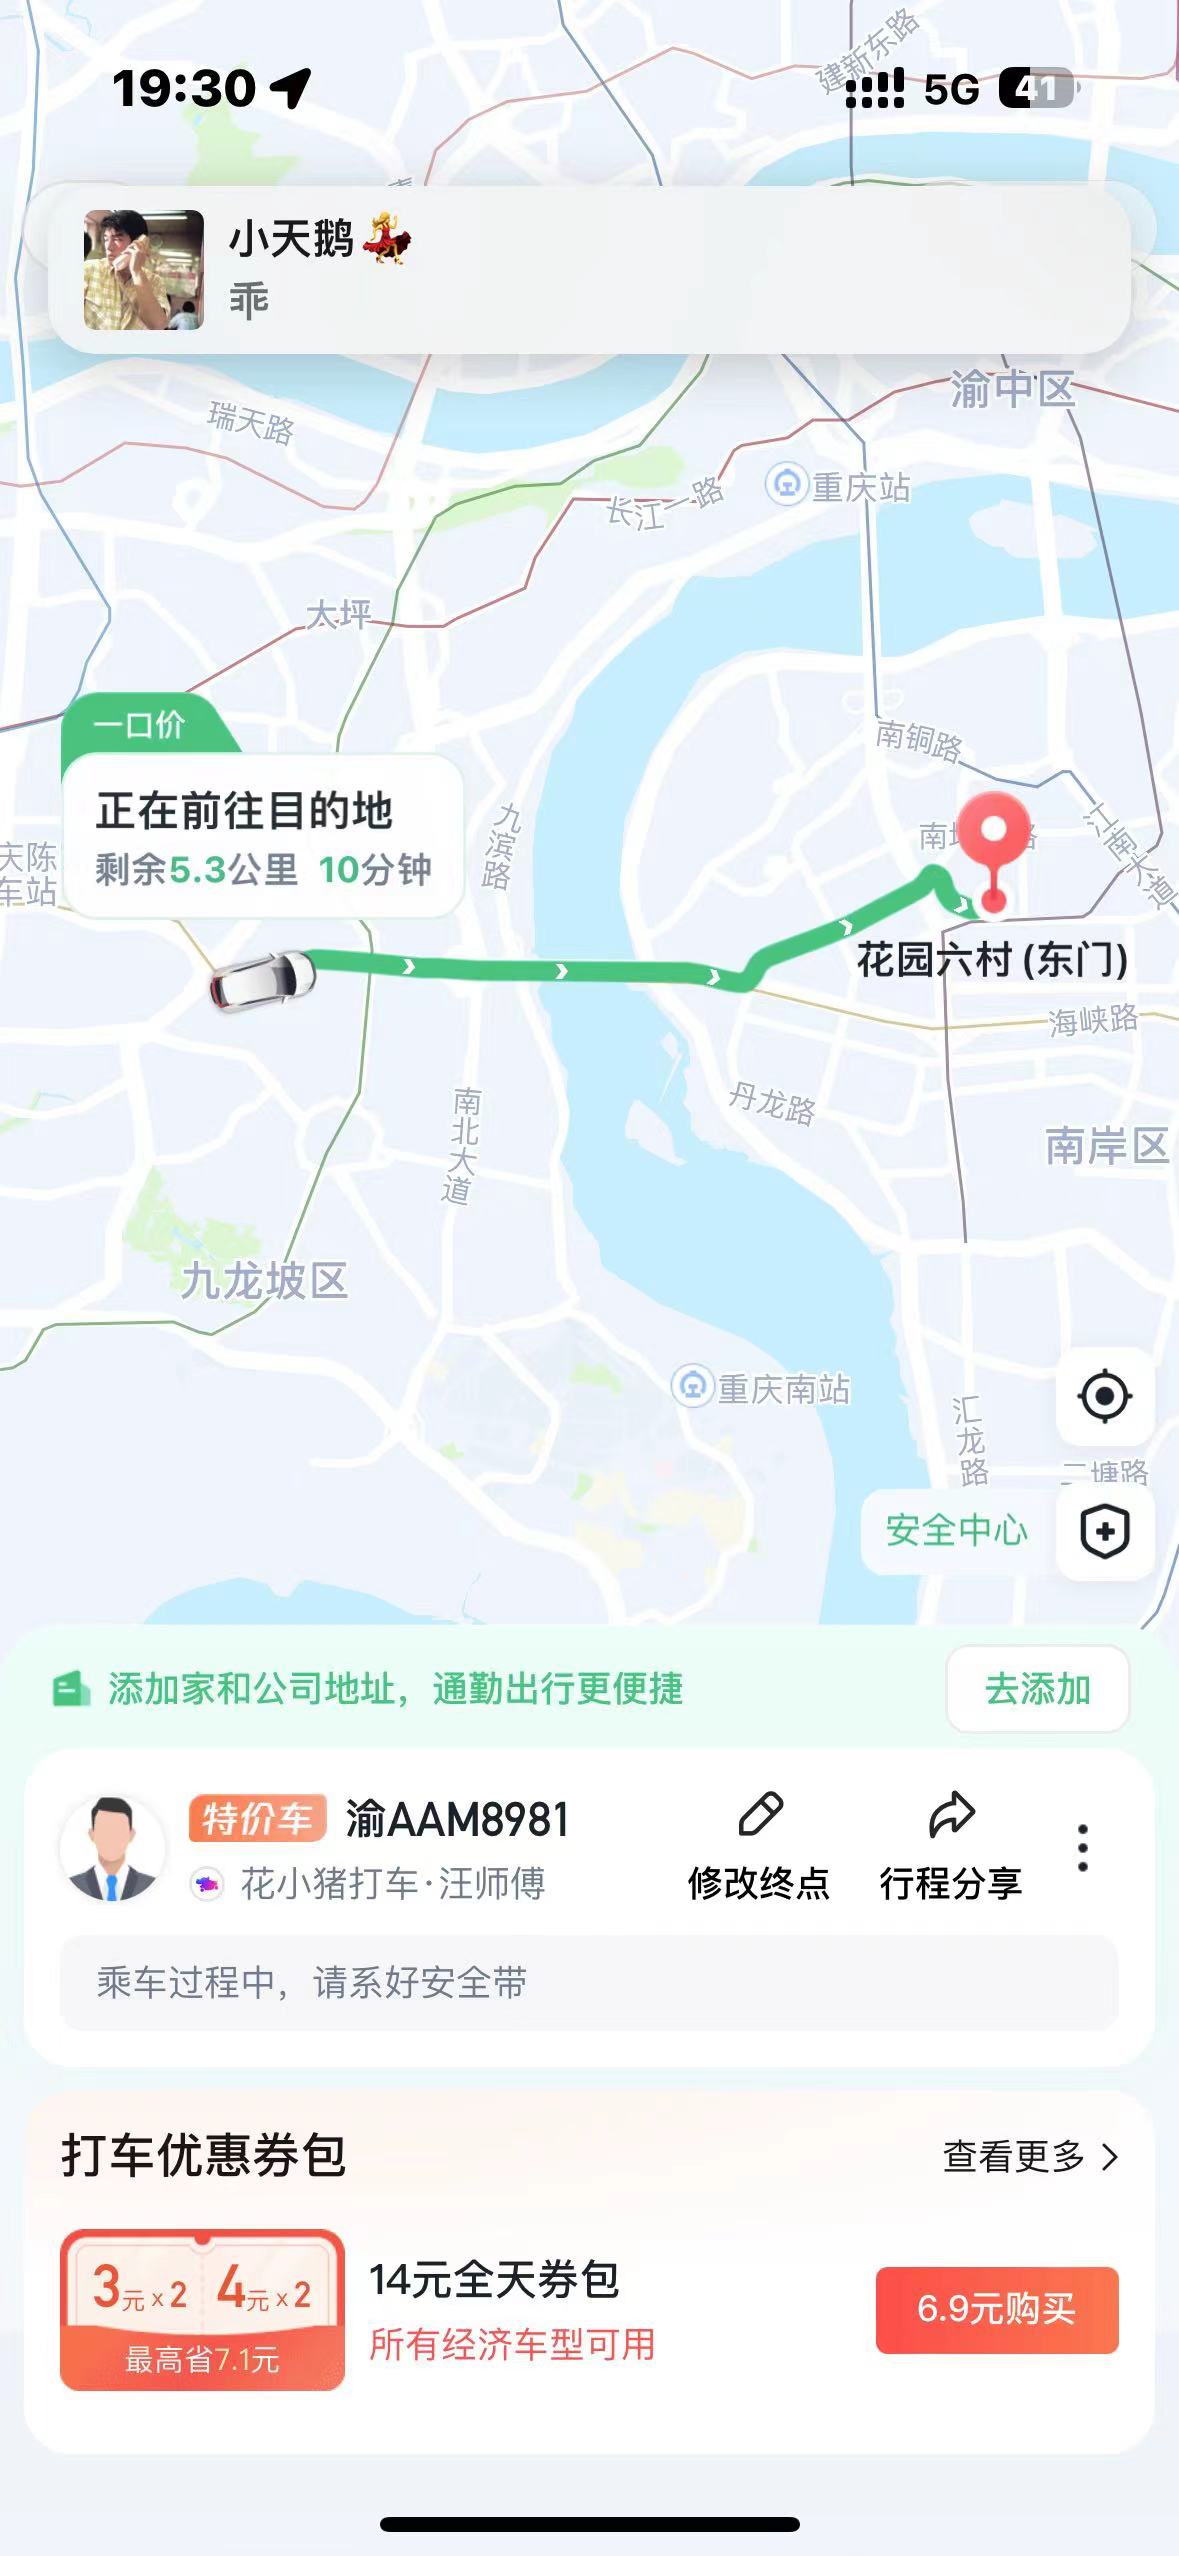 19:30
5G
41
建新东路
小天鹅💃
乖
渝中区
瑞天路
重庆站
长江一路
大坪
南铜路
一口价
正在前往目的地
剩余5.3公里 10分钟
九滨路
江南大道
庆陈
车站
花园六村 (东门)
海峡路
丹龙路
南北大道
南岸区
九龙坡区
重庆南站
汇龙路
二塘路
安全中心
添加家和公司地址，通勤出行更便捷
去添加
特价车 渝AAM8981
花小猪打车·汪师傅
修改终点
行程分享
乘车过程中，请系好安全带
打车优惠券包
查看更多
3元x2 4元x2
最高省7.1元
14元全天券包
所有经济车型可用
6.9元购买